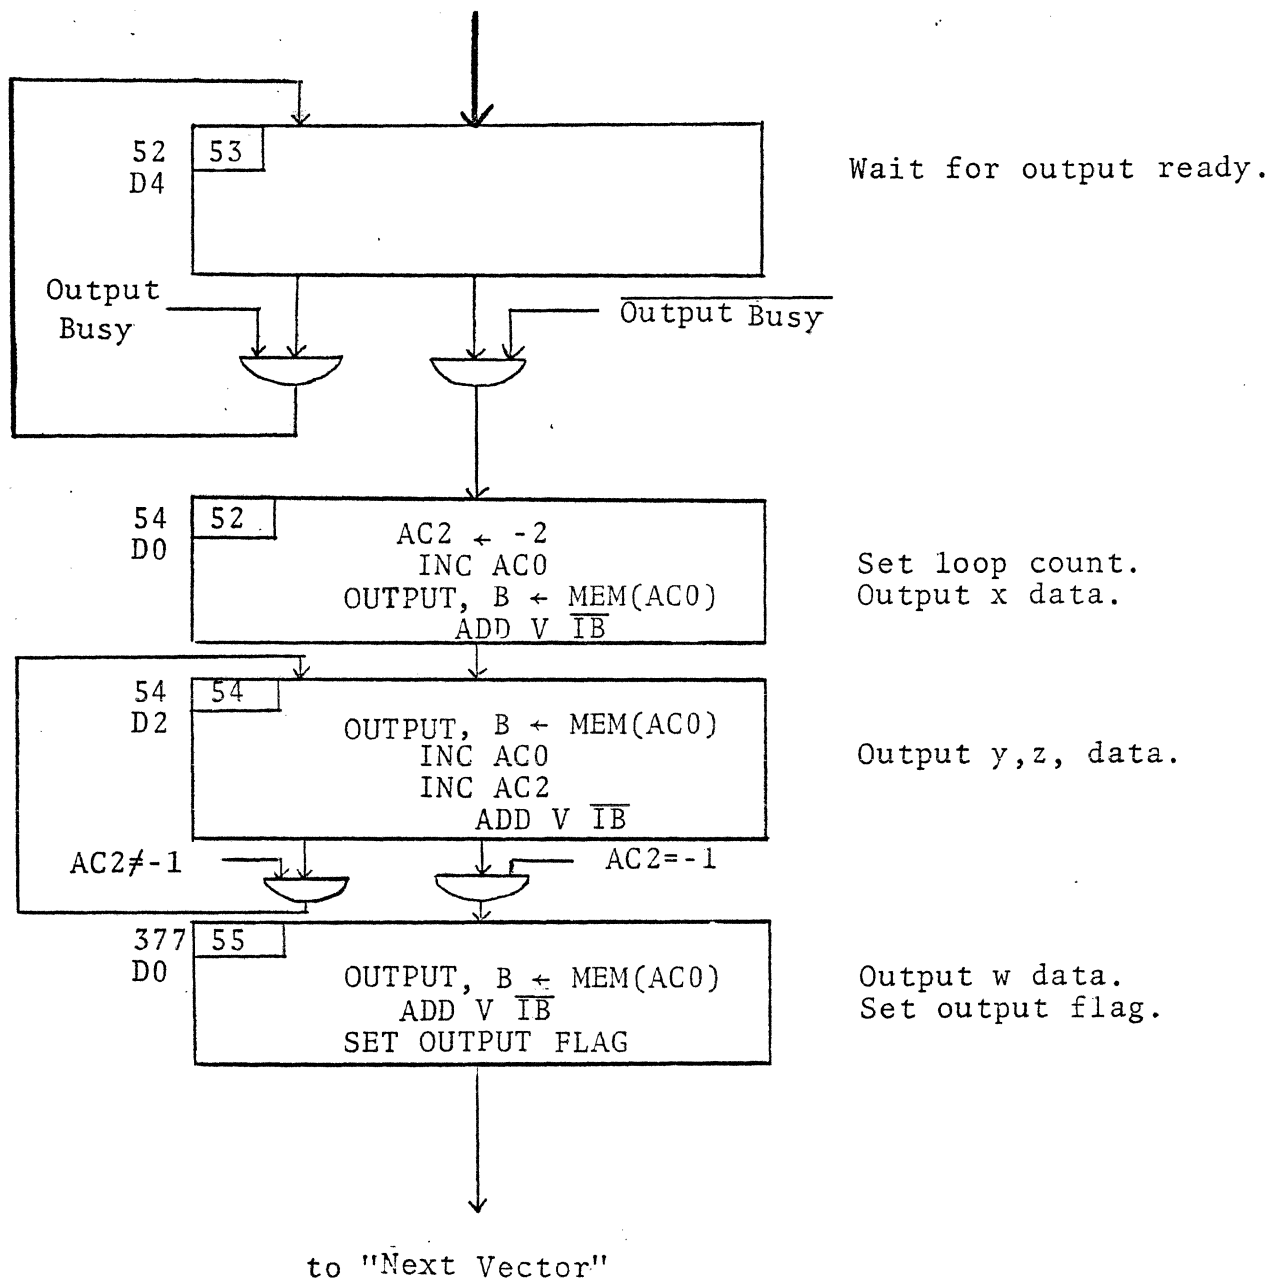 52
D4
53
Wait for output ready.
Output
Busy
Output Busy
54
D0
52
AC2 ← -2
INC AC0
OUTPUT, B ← MEM(AC0)
ADD V I̅B̅
Set loop count.
Output x data.
54
D2
54
OUTPUT, B ← MEM(AC0)
INC AC0
INC AC2
ADD V I̅B̅
Output y,z, data.
AC2≠-1
AC2=-1
377
D0
55
OUTPUT, B ← MEM(AC0)
ADD V I̅B̅
SET OUTPUT FLAG
Output w data.
Set output flag.
to "Next Vector"